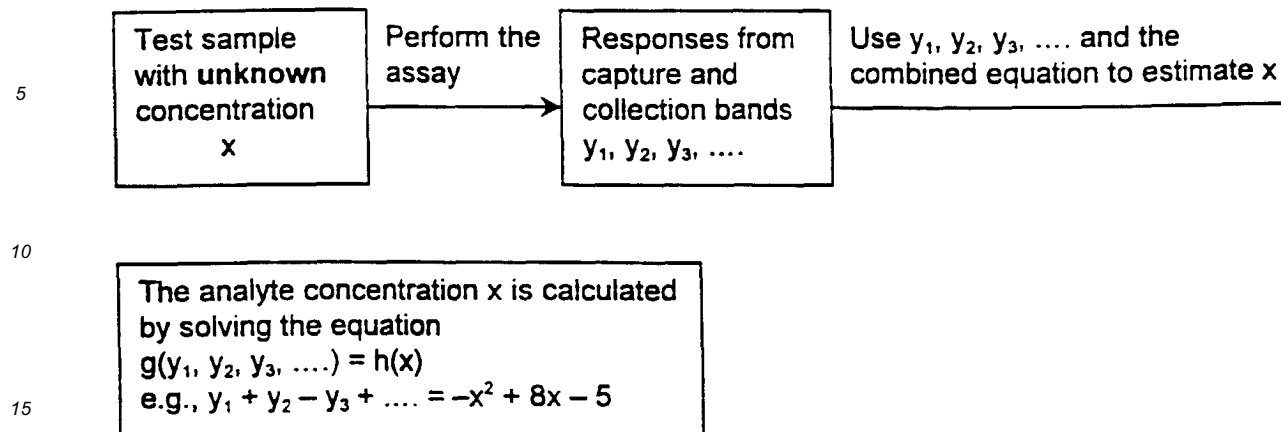 Test sample
with unknown
concentration
x
Perform the
assay
Responses from
capture and
collection bands
y₁, y₂, y₃, ....
Use y₁, y₂, y₃, .... and the
combined equation to estimate x
5
10
The analyte concentration x is calculated
by solving the equation
g(y₁, y₂, y₃, ....) = h(x)
e.g., y₁ + y₂ – y₃ + .... = –x² + 8x – 5
15